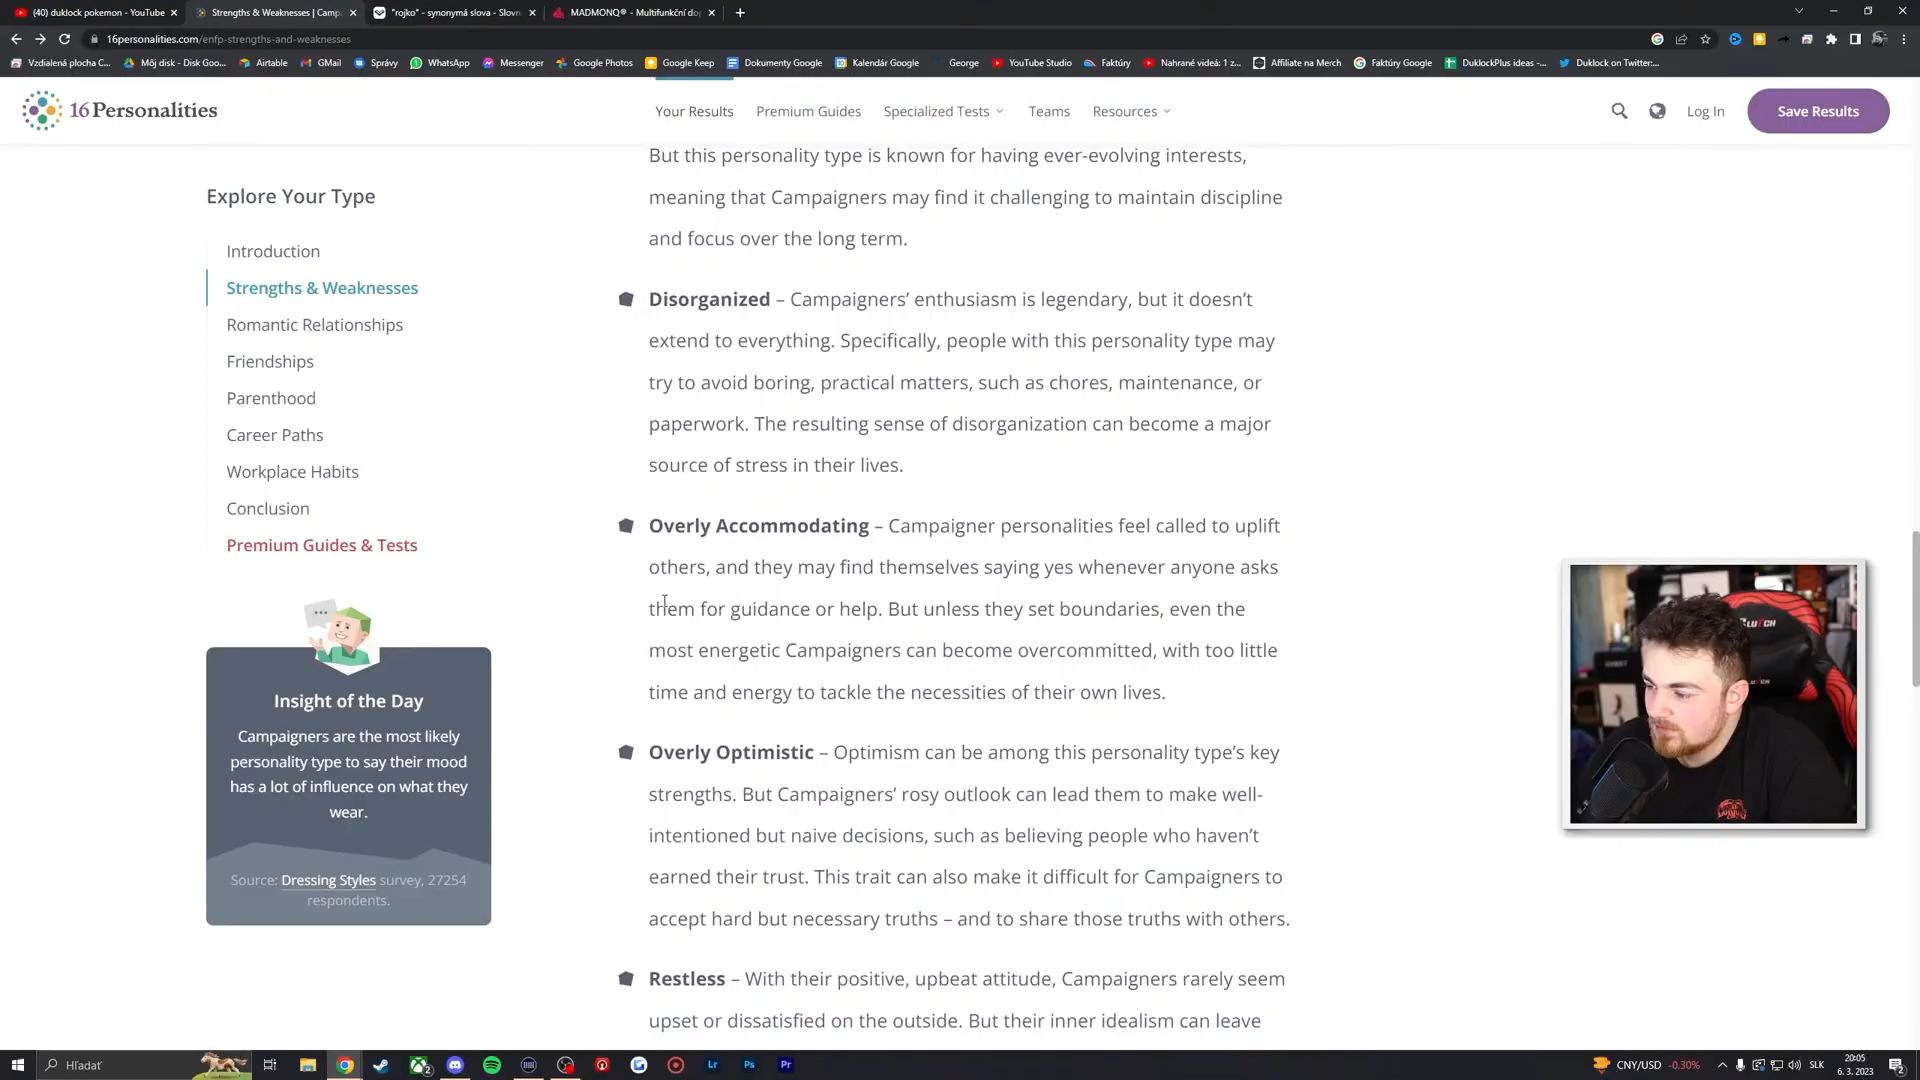 (40) duklock pokemon - YouTube
Strengths & Weaknesses | Camp
"rojko" - synonymá slova - Slovn
MADMONQ® - Multifunkční do
16personalities.com/enfp-strengths-and-weaknesses
Vzdialená plocha C...
Môj disk - Disk Goo...
Airtable
GMail
Správy
WhatsApp
Messenger
Google Photos
Google Keep
Dokumenty Google
Kalendár Google
George
YouTube Studio
Faktúry
Nahrané videá: 1 z...
Affiliate na Merch
Faktúry Google
DuklockPlus ideas -...
Duklock on Twitter:...
16Personalities
Your Results
Premium Guides
Specialized Tests
Teams
Resources
Log In
Save Results
Explore Your Type
Introduction
Strengths & Weaknesses
Romantic Relationships
Friendships
Parenthood
Career Paths
Workplace Habits
Conclusion
Premium Guides & Tests
Insight of the Day
Campaigners are the most likely
personality type to say their mood
has a lot of influence on what they
wear.
Source: Dressing Styles survey, 27254
respondents.
But this personality type is known for having ever-evolving interests,
meaning that Campaigners may find it challenging to maintain discipline
and focus over the long term.
Disorganized – Campaigners’ enthusiasm is legendary, but it doesn’t
extend to everything. Specifically, people with this personality type may
try to avoid boring, practical matters, such as chores, maintenance, or
paperwork. The resulting sense of disorganization can become a major
source of stress in their lives.
Overly Accommodating – Campaigner personalities feel called to uplift
others, and they may find themselves saying yes whenever anyone asks
them for guidance or help. But unless they set boundaries, even the
most energetic Campaigners can become overcommitted, with too little
time and energy to tackle the necessities of their own lives.
Overly Optimistic – Optimism can be among this personality type’s key
strengths. But Campaigners’ rosy outlook can lead them to make well-
intentioned but naive decisions, such as believing people who haven’t
earned their trust. This trait can also make it difficult for Campaigners to
accept hard but necessary truths – and to share those truths with others.
Restless – With their positive, upbeat attitude, Campaigners rarely seem
upset or dissatisfied on the outside. But their inner idealism can leave
CLUTCH
Hľadať
Lr
Ps
Pr
CNY/USD -0.30%
SLK
20:05
6. 3. 2023